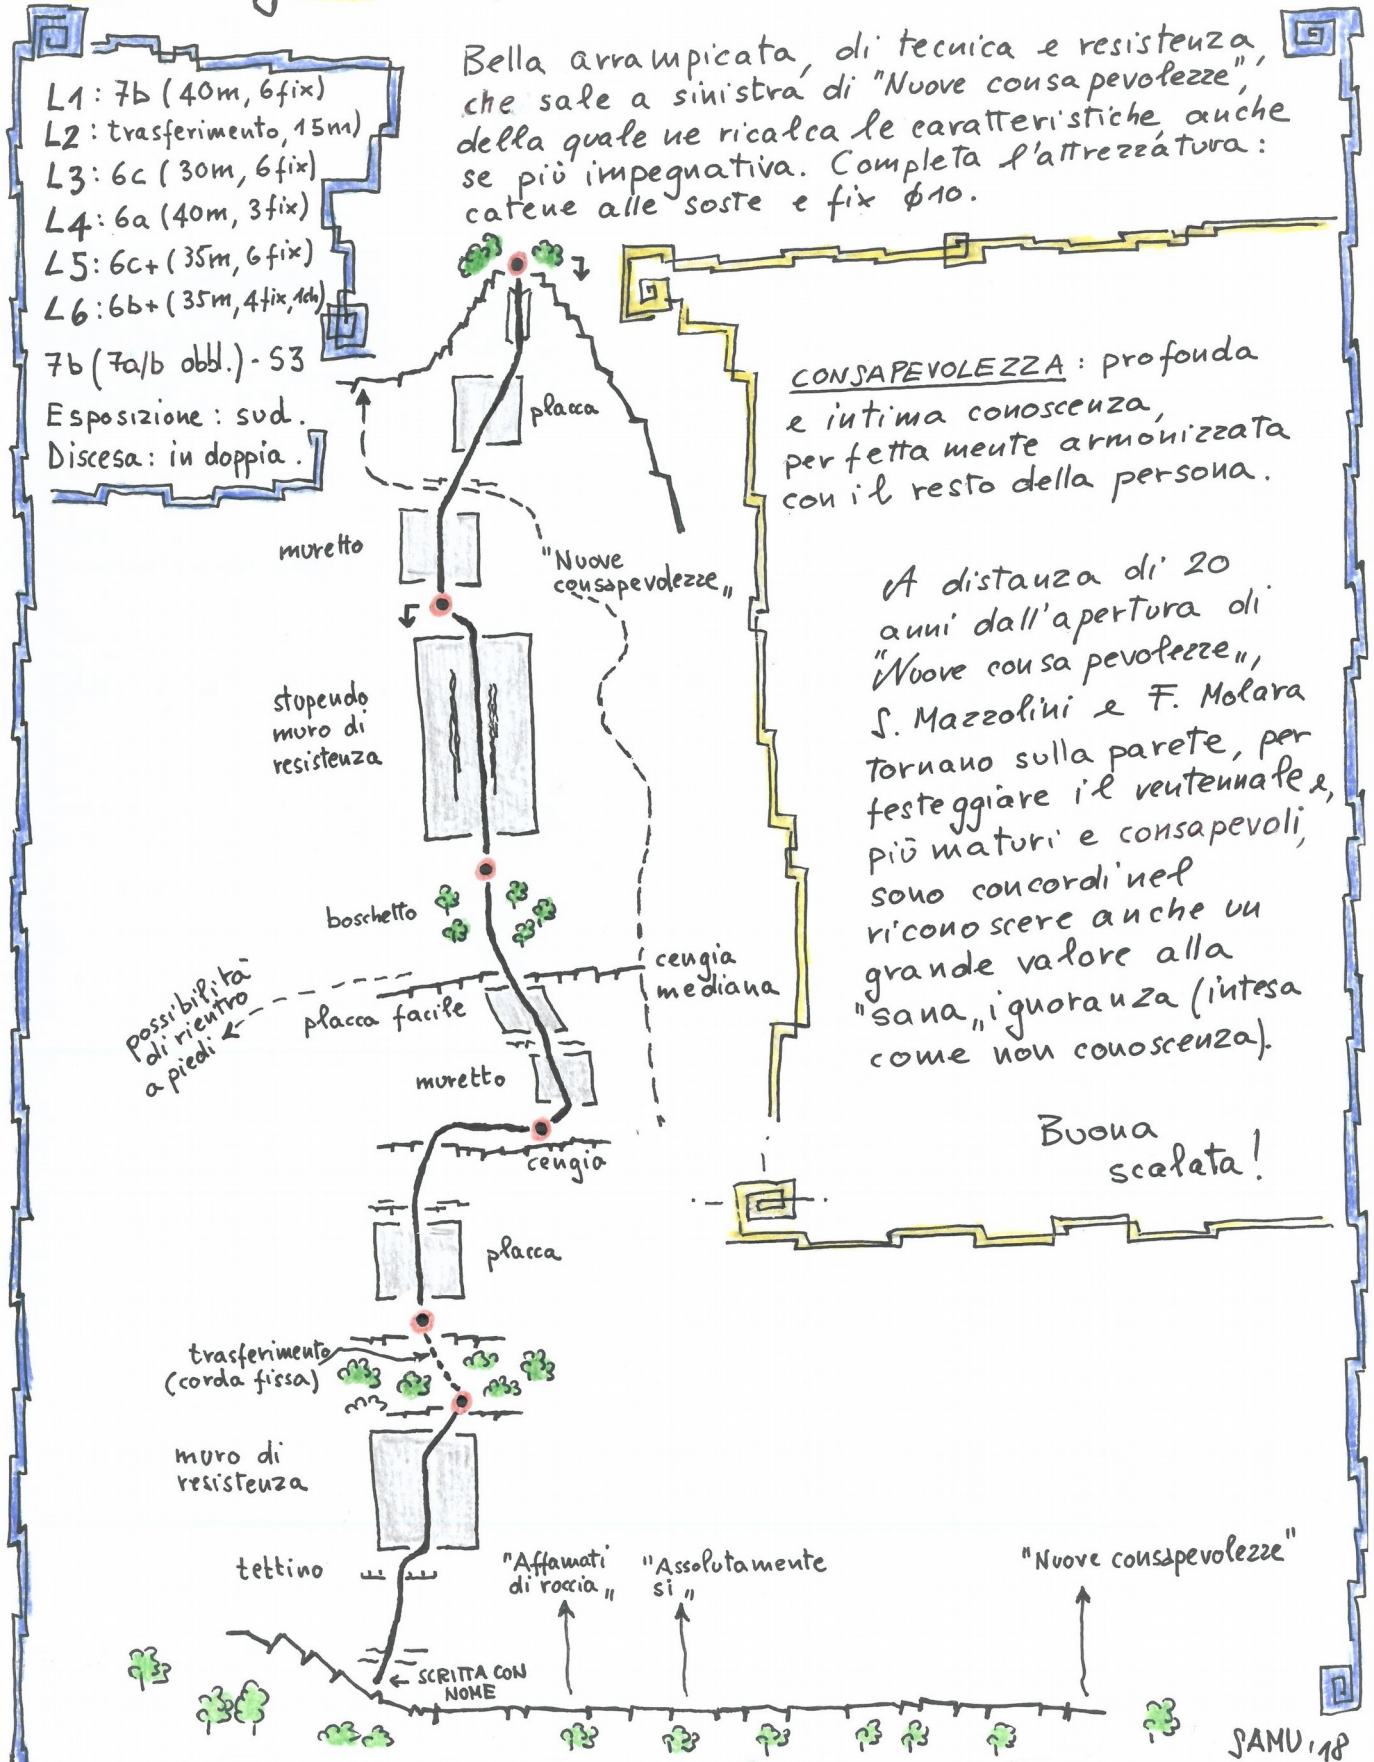 L1: 7b (40m, 6fix)
L2: trasferimento, 15m)
L3: 6c (30m, 6fix)
L4: 6a (40m, 3fix)
L5: 6c+ (35m, 6fix)
L6: 6b+ (35m, 4fix, 1ch)
7b (7a/b obbl.) - S3
Esposizione: sud.
Discesa: in doppia.
Bella arrampicata, di tecnica e resistenza,
che sale a sinistra di "Nuove consapevolezze",
della quale ne ricalca le caratteristiche, anche
se più impegnativa. Completa l'attrezzatura:
catene alle soste e fix ϕ10.
CONSAPEVOLEZZA: profonda
e intima conoscenza,
perfettamente armonizzata
con il resto della persona.
A distanza di 20
anni dall'apertura di
"Nuove consapevolezze",
S. Mazzolini e F. Molara
tornano sulla parete, per
festeggiare il ventennale e,
più maturi e consapevoli,
sono concordi nel
riconoscere anche un
grande valore alla
"sana" ignoranza (intesa
come non conoscenza).
Buona
scalata!
placca
muretto
"Nuove
consapevolezze"
stupendo
muro di
resistenza
boschetto
cengia
mediana
possibilità
di rientro
a piedi
placca facile
muretto
cengia
placca
trasferimento
(corda fissa)
muro di
resistenza
tettino
"Affamati
di roccia"
"Assolutamente
si"
"Nuove consapevolezze"
SCRITTA CON
NOME
SAMU '18